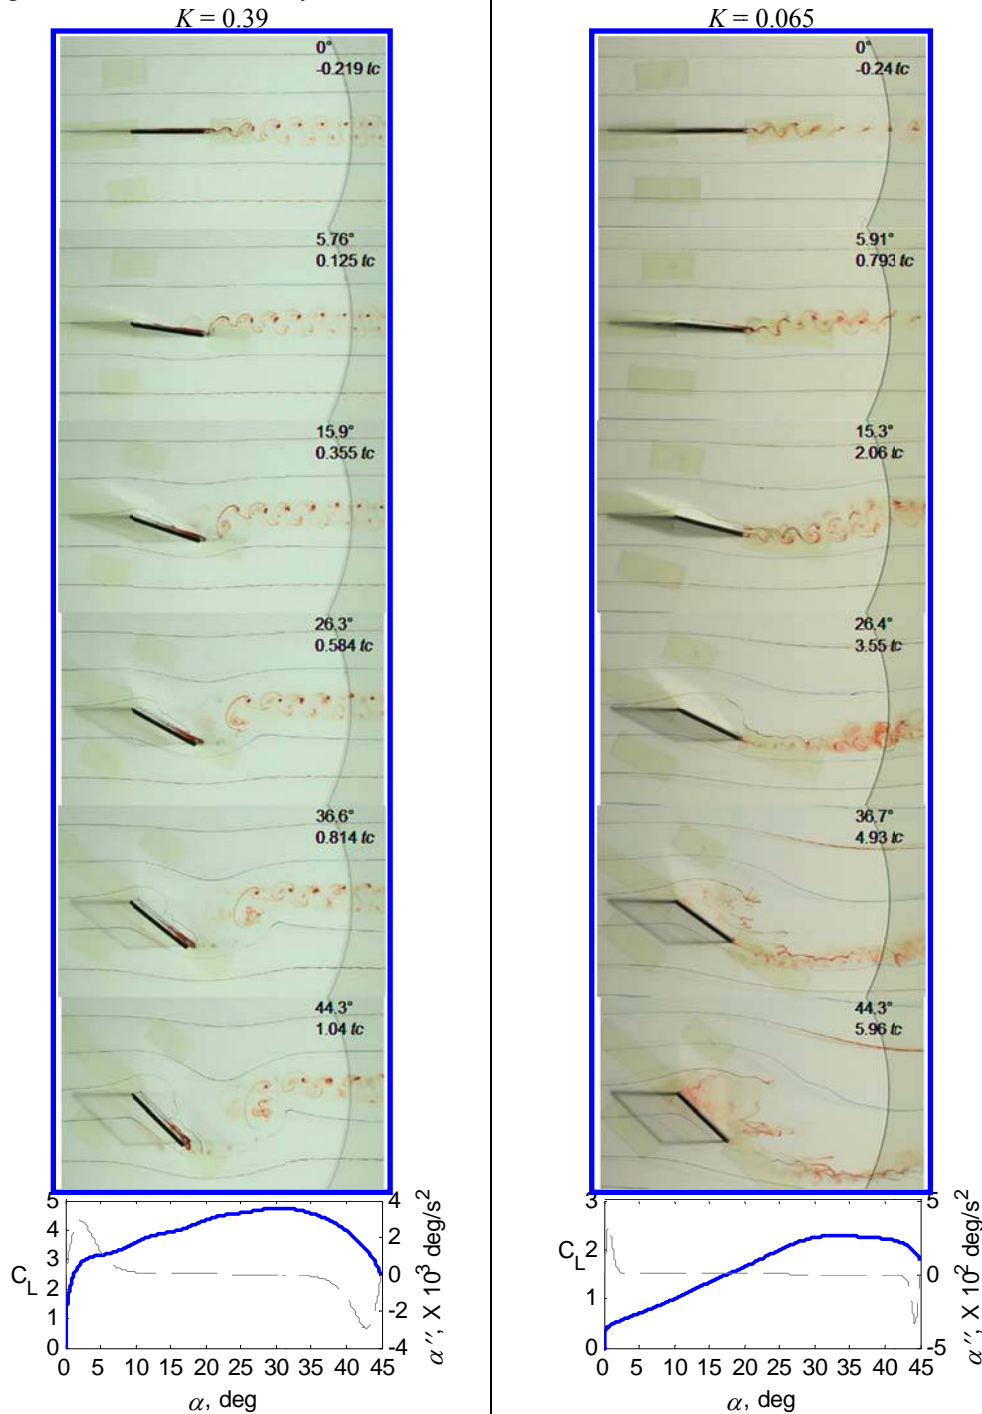 K = 0.39
0°
-0.219 tc
5.76°
0.125 tc
15.9°
0.355 tc
26.3°
0.584 tc
36.6°
0.814 tc
44.3°
1.04 tc
5
4
3
2
1
0
C_L
4
2
0
-2
-4
α″, X 10³ deg/s²
0 5 10 15 20 25 30 35 40 45
α, deg
K = 0.065
0°
-0.24 tc
5.91°
0.793 tc
15.3°
2.06 tc
26.4°
3.55 tc
36.7°
4.93 tc
44.3°
5.96 tc
3
2
1
0
C_L
5
0
-5
α″, X 10² deg/s²
0 5 10 15 20 25 30 35 40 45
α, deg